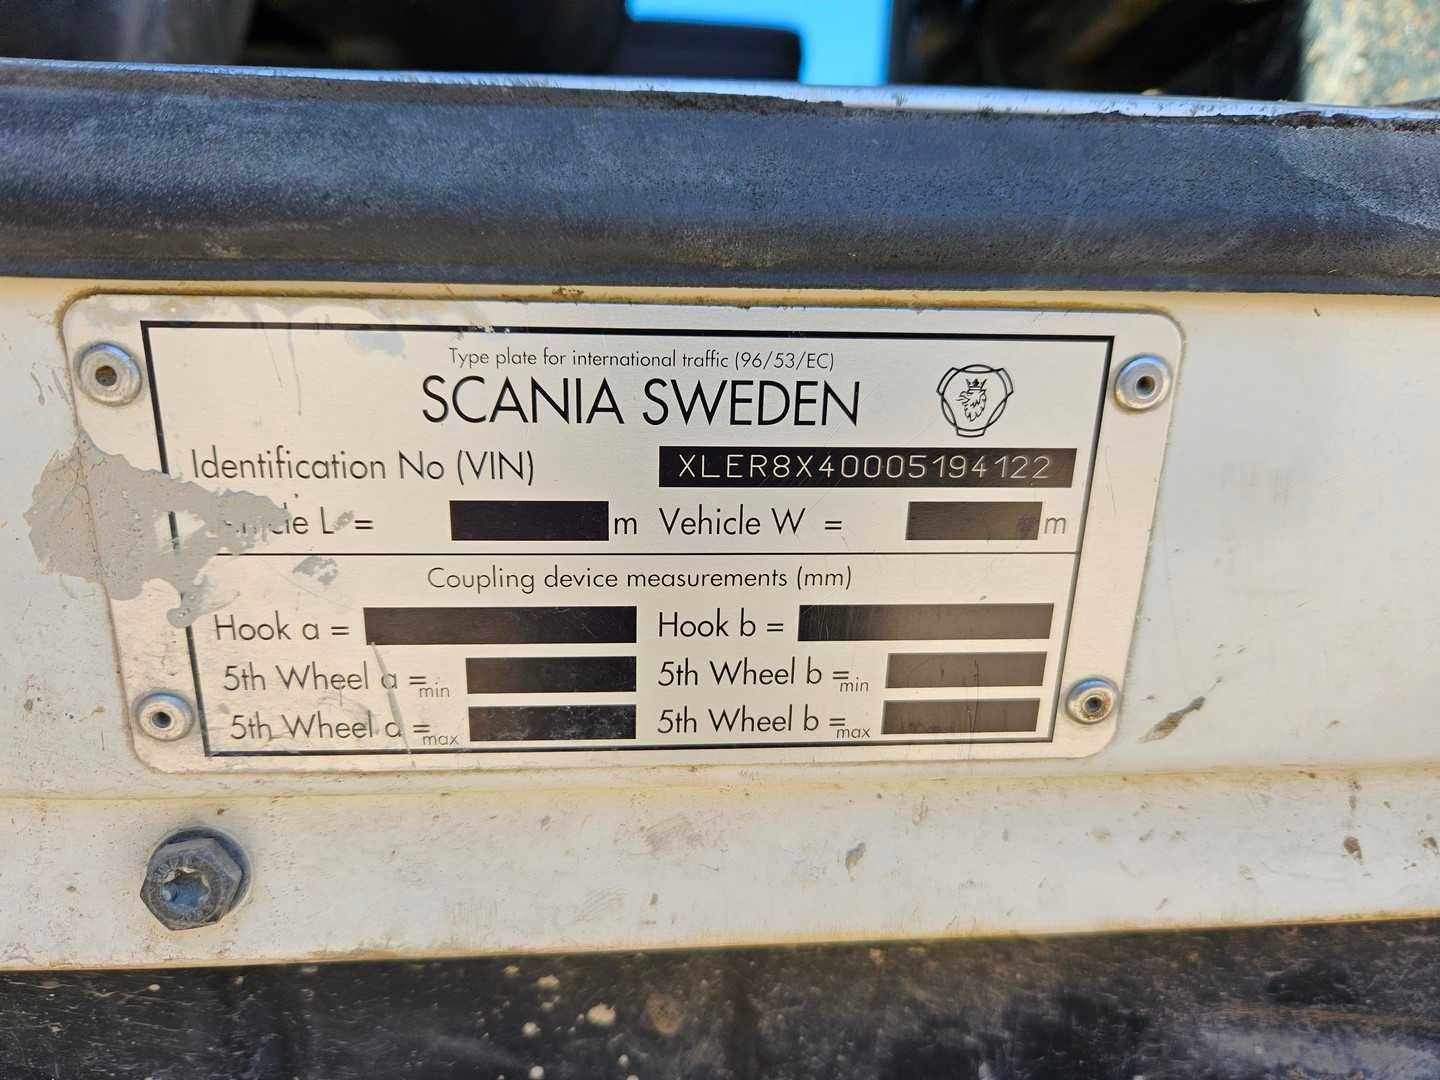 Type plate for international traffic (96/53/EC)
SCANIA SWEDEN
Identification No (VIN) XLER8X40005194122
L = m Vehicle W = m
Coupling device measurements (mm)
Hook a = Hook b =
5th Wheel a =min 5th Wheel b =min
5th Wheel a =max 5th Wheel b =max